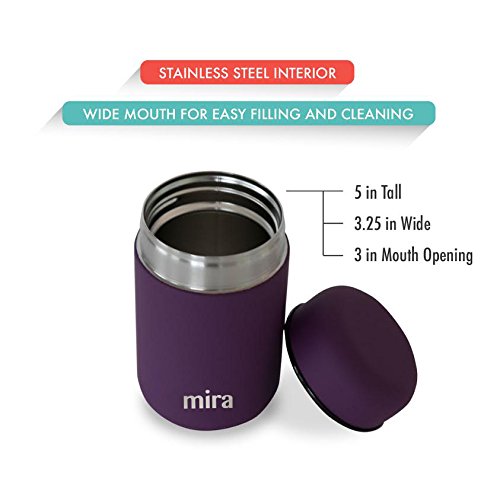 STAINLESS STEEL INTERIOR
WIDE MOUTH FOR EASY FILLING AND CLEANING
5 in Tall
3.25 in Wide
3 in Mouth Opening
mira